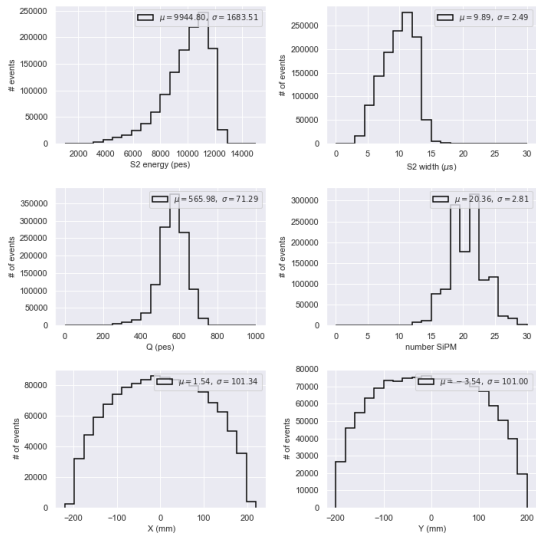 μ = 9944.80, σ = 1683.51
250000
200000
150000
100000
50000
0
# of events
2000 4000 6000 8000 10000 12000 14000
S2 energy (pes)
μ = 9.89, σ = 2.49
250000
200000
150000
100000
50000
0
# of events
0 5 10 15 20 25 30
S2 width (μs)
μ = 565.98, σ = 71.29
350000
300000
250000
200000
150000
100000
50000
0
# of events
0 200 400 600 800 1000
Q (pes)
μ = 20.36, σ = 2.81
300000
250000
200000
150000
100000
50000
0
# of events
0 5 10 15 20 25 30
number SiPM
μ = 1.54, σ = 101.34
80000
60000
40000
20000
0
# of events
−200 −100 0 100 200
X (mm)
μ = −3.54, σ = 101.00
80000
70000
60000
50000
40000
30000
20000
10000
0
# of events
−200 −100 0 100 200
Y (mm)